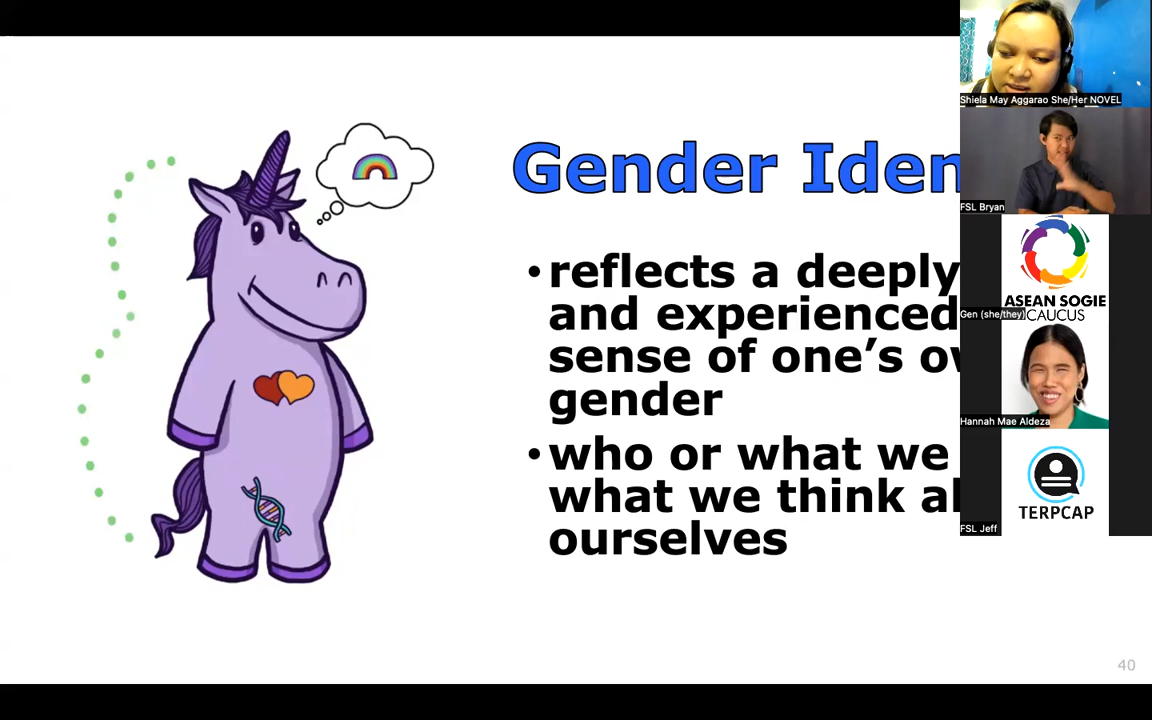 Gender Iden
•reflects a deeply
and experienced
sense of one’s ov
gender
•who or what we
what we think al
ourselves
40
Shiela May Aggarao She/Her NOVEL
FSL Bryan
ASEAN SOGIE
CAUCUS
Gen (she/they)
Hannah Mae Aldeza
TERPCAP
FSL Jeff